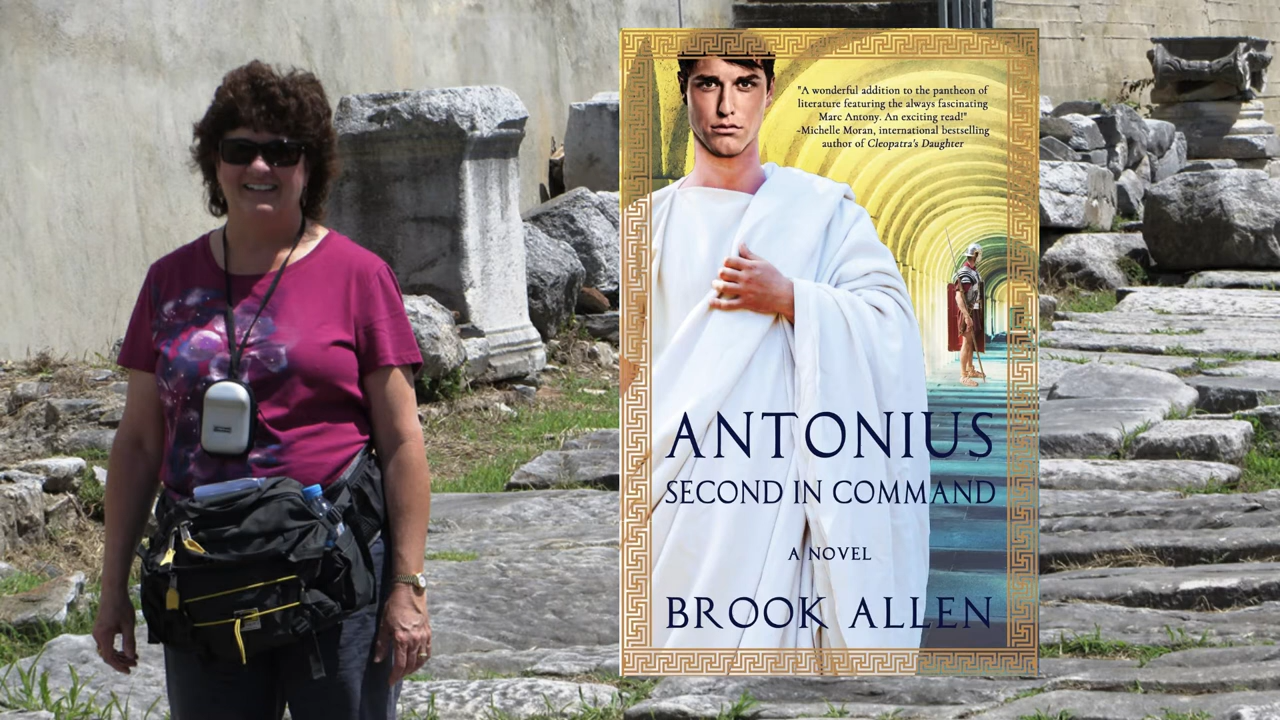 "A wonderful addition to the pantheon of
literature featuring the always fascinating
Marc Antony. An exciting read!"
-Michelle Moran, international bestselling
author of Cleopatra's Daughter
ANTONIUS
SECOND IN COMMAND
A NOVEL
BROOK ALLEN